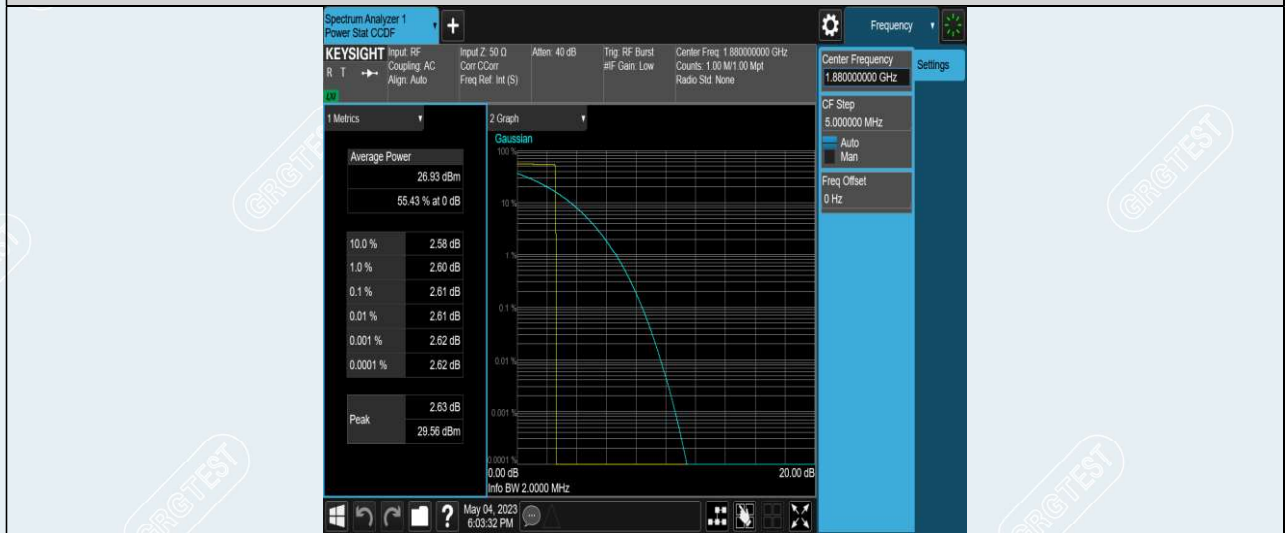 Spectrum Analyzer 1
Power Stat CCDF
+
Frequency
KEYSIGHT
R T
Input: RF
Coupling: AC
Align: Auto
Input Z: 50 Ω
Corr CCorr
Freq Ref: Int (S)
Atten: 40 dB
Trig: RF Burst
#IF Gain: Low
Center Freq: 1.880000000 GHz
Counts: 1.00 M/1.00 Mpt
Radio Std: None
Center Frequency
1.880000000 GHz
Settings
CF Step
5.000000 MHz
Auto
Man
Freq Offset
0 Hz
1 Metrics
Average Power
26.93 dBm
55.43 % at 0 dB
10.0 % 2.58 dB
1.0 % 2.60 dB
0.1 % 2.61 dB
0.01 % 2.61 dB
0.001 % 2.62 dB
0.0001 % 2.62 dB
Peak
2.63 dB
29.56 dBm
2 Graph
Gaussian
100 %
10 %
1 %
0.1 %
0.01 %
0.001 %
0.0001 %
0.00 dB 20.00 dB
Info BW 2.0000 MHz
?
May 04, 2023
6:03:32 PM
GRGTEST
GRGTEST
GRGTEST
GRGTEST